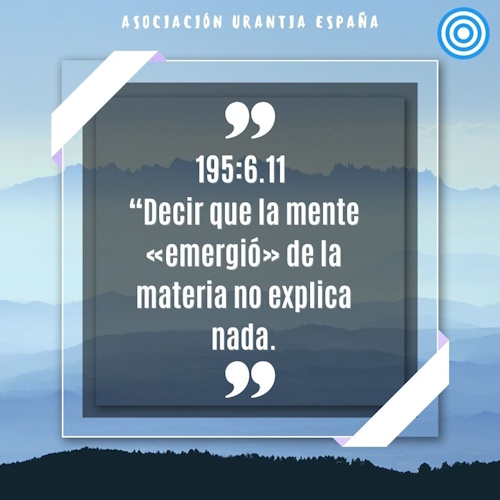 ASOCIACIÓN URANTIA ESPAÑA
”
195:6.11
“Decir que la mente
«emergió» de la
materia no explica
nada.
”